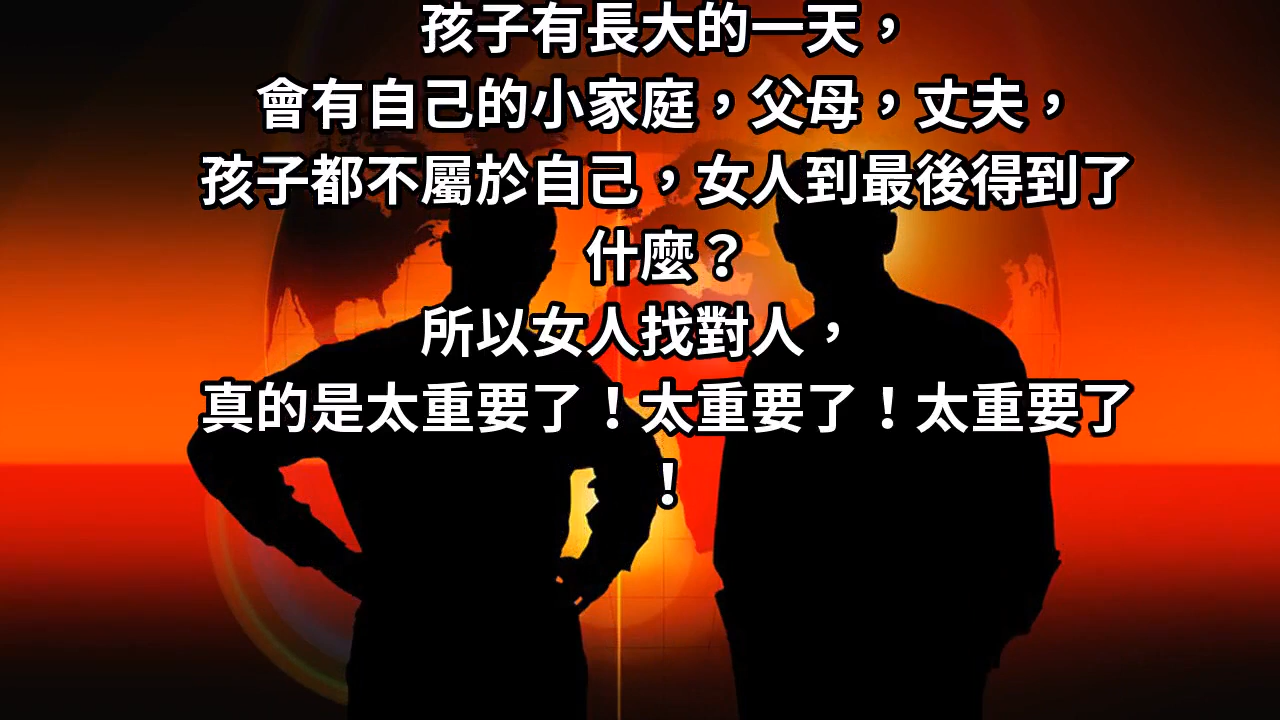 孩子有長大的一天，
會有自己的小家庭，父母，丈夫，
孩子都不屬於自己，女人到最後得到了
什麼？
所以女人找對人，
真的是太重要了！太重要了！太重要了
！